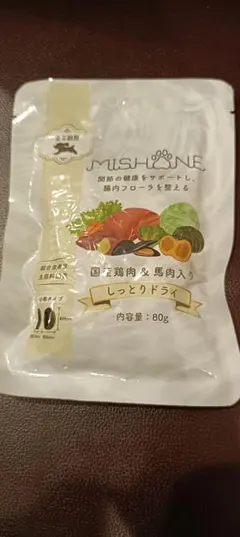 MISHONE
関節の健康をサポートし、
腸内フローラを整える
国産鶏肉 & 馬肉入り
しっとりドライ
内容量：80g